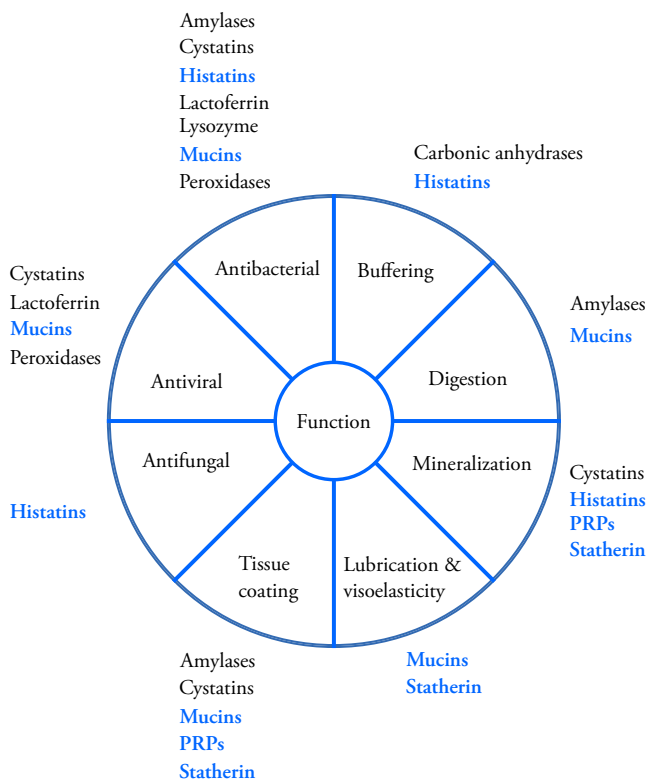 Amylases
Cystatins
Histatins
Lactoferrin
Lysozyme
Mucins
Peroxidases
Carbonic anhydrases
Histatins
Cystatins
Lactoferrin
Mucins
Peroxidases
Amylases
Mucins
Antibacterial
Buffering
Antiviral
Digestion
Function
Antifungal
Mineralization
Histatins
Cystatins
Histatins
PRPs
Statherin
Tissue
coating
Lubrication &
visoelasticity
Amylases
Cystatins
Mucins
PRPs
Statherin
Mucins
Statherin